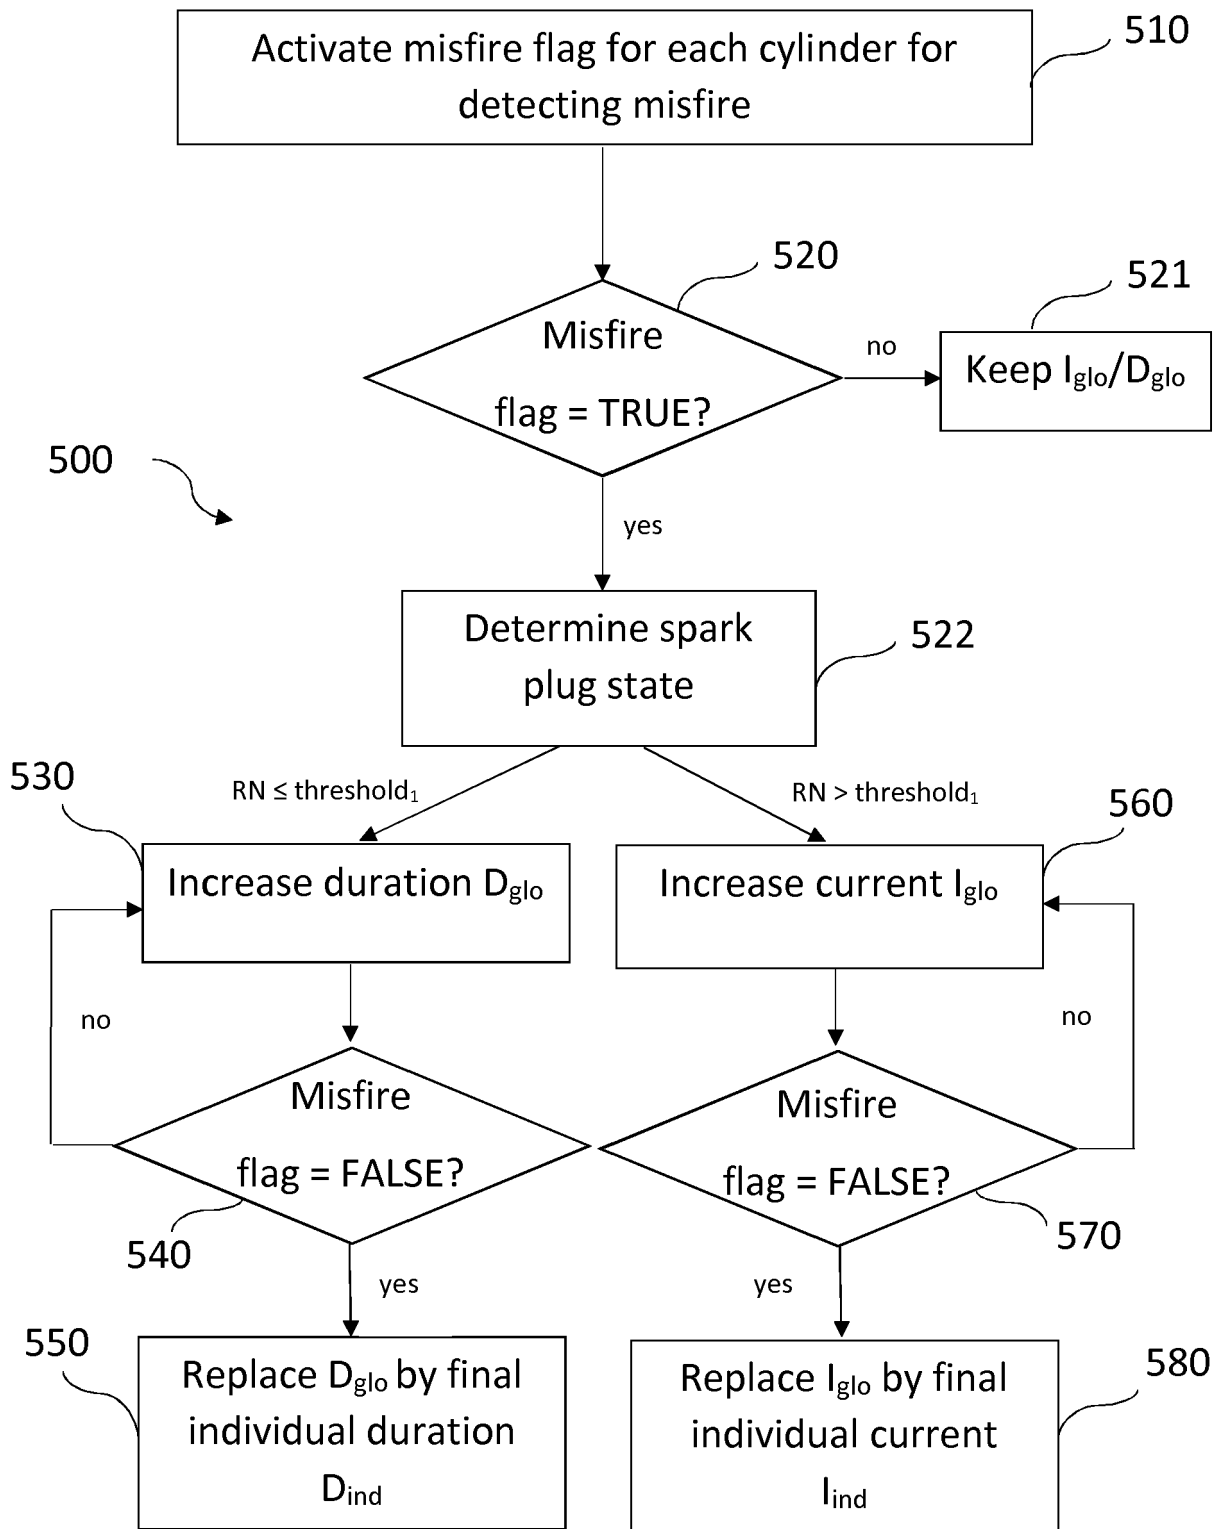 Activate misfire flag for each cylinder for
detecting misfire
510
520
Misfire
flag = TRUE?
no
521
Keep Iglo/Dglo
500
yes
Determine spark
plug state
522
530
RN ≤ threshold1
RN > threshold1
560
Increase duration Dglo
Increase current Iglo
no
no
Misfire
flag = FALSE?
Misfire
flag = FALSE?
540
570
yes
yes
550
Replace Dglo by final
individual duration
Dind
580
Replace Iglo by final
individual current
Iind